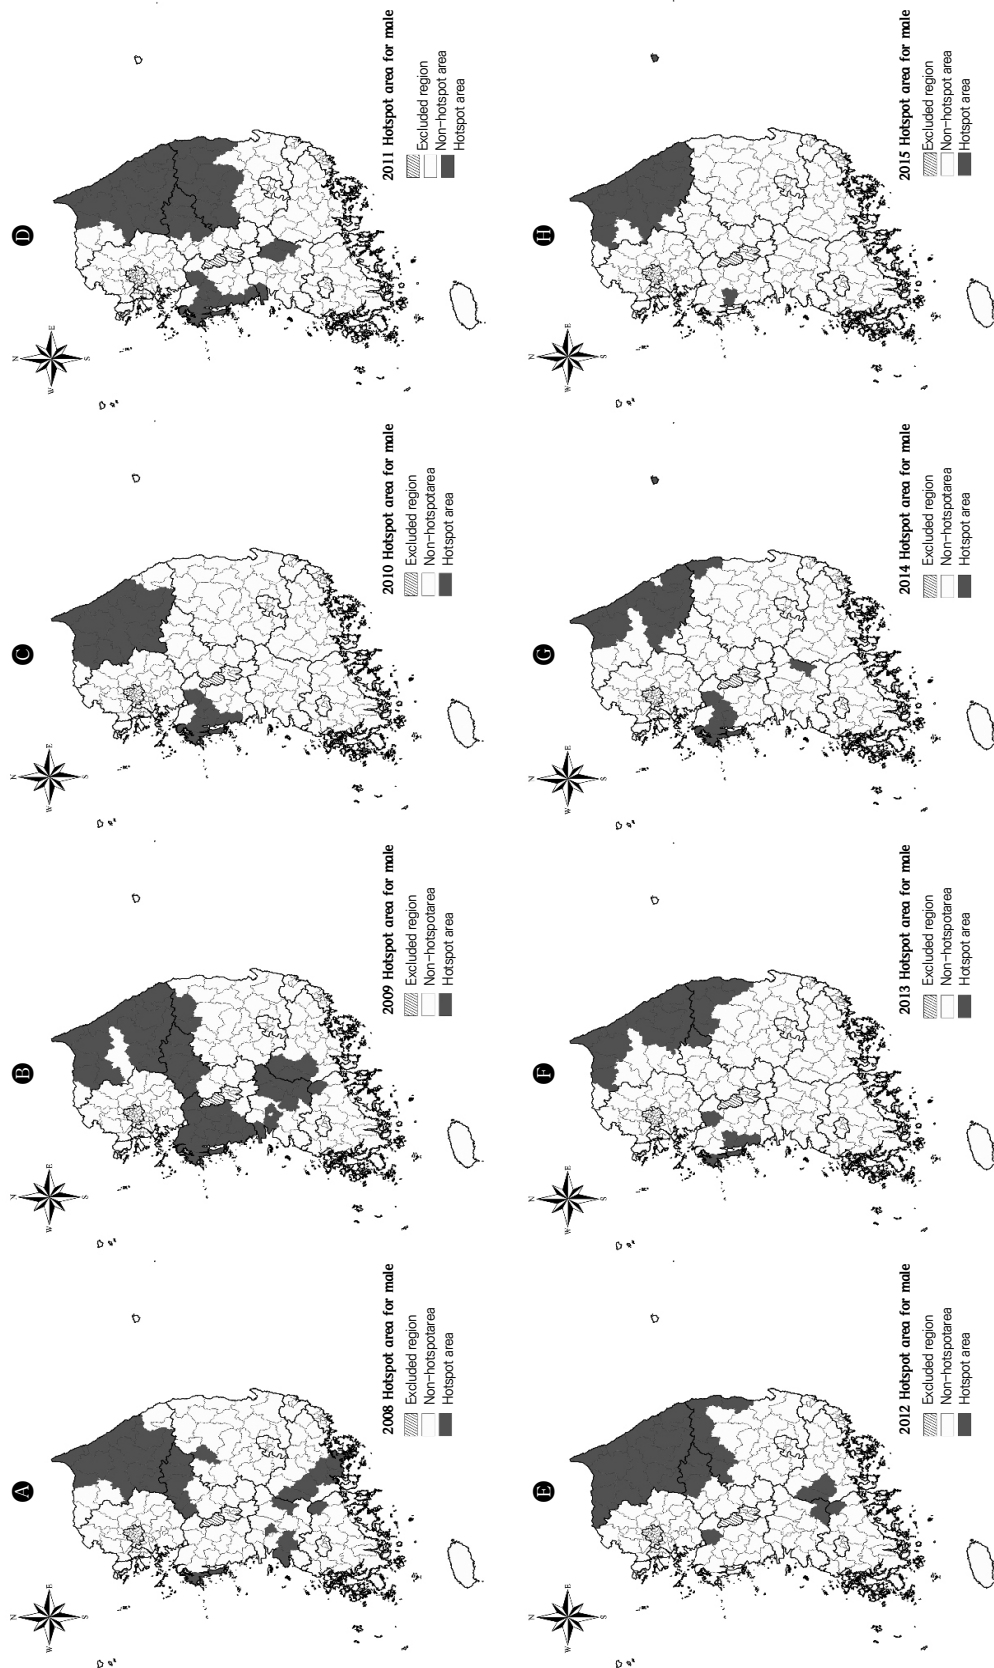 A
N
W
E
S
2008 Hotspot area for male
Excluded region
Non-hotspotarea
Hotspot area
B
N
W
E
S
2009 Hotspot area for male
Excluded region
Non-hotspotarea
Hotspot area
C
N
W
E
S
2010 Hotspot area for male
Excluded region
Non-hotspotarea
Hotspot area
D
N
W
E
S
2011 Hotspot area for male
Excluded region
Non-hotspot area
Hotspot area
E
N
W
E
S
2012 Hotspot area for male
Excluded region
Non-hotspotarea
Hotspot area
F
N
W
E
S
2013 Hotspot area for male
Excluded region
Non-hotspotarea
Hotspot area
G
N
W
E
S
2014 Hotspot area for male
Excluded region
Non-hotspotarea
Hotspot area
H
N
W
E
S
2015 Hotspot area for male
Excluded region
Non-hotspot area
Hotspot area